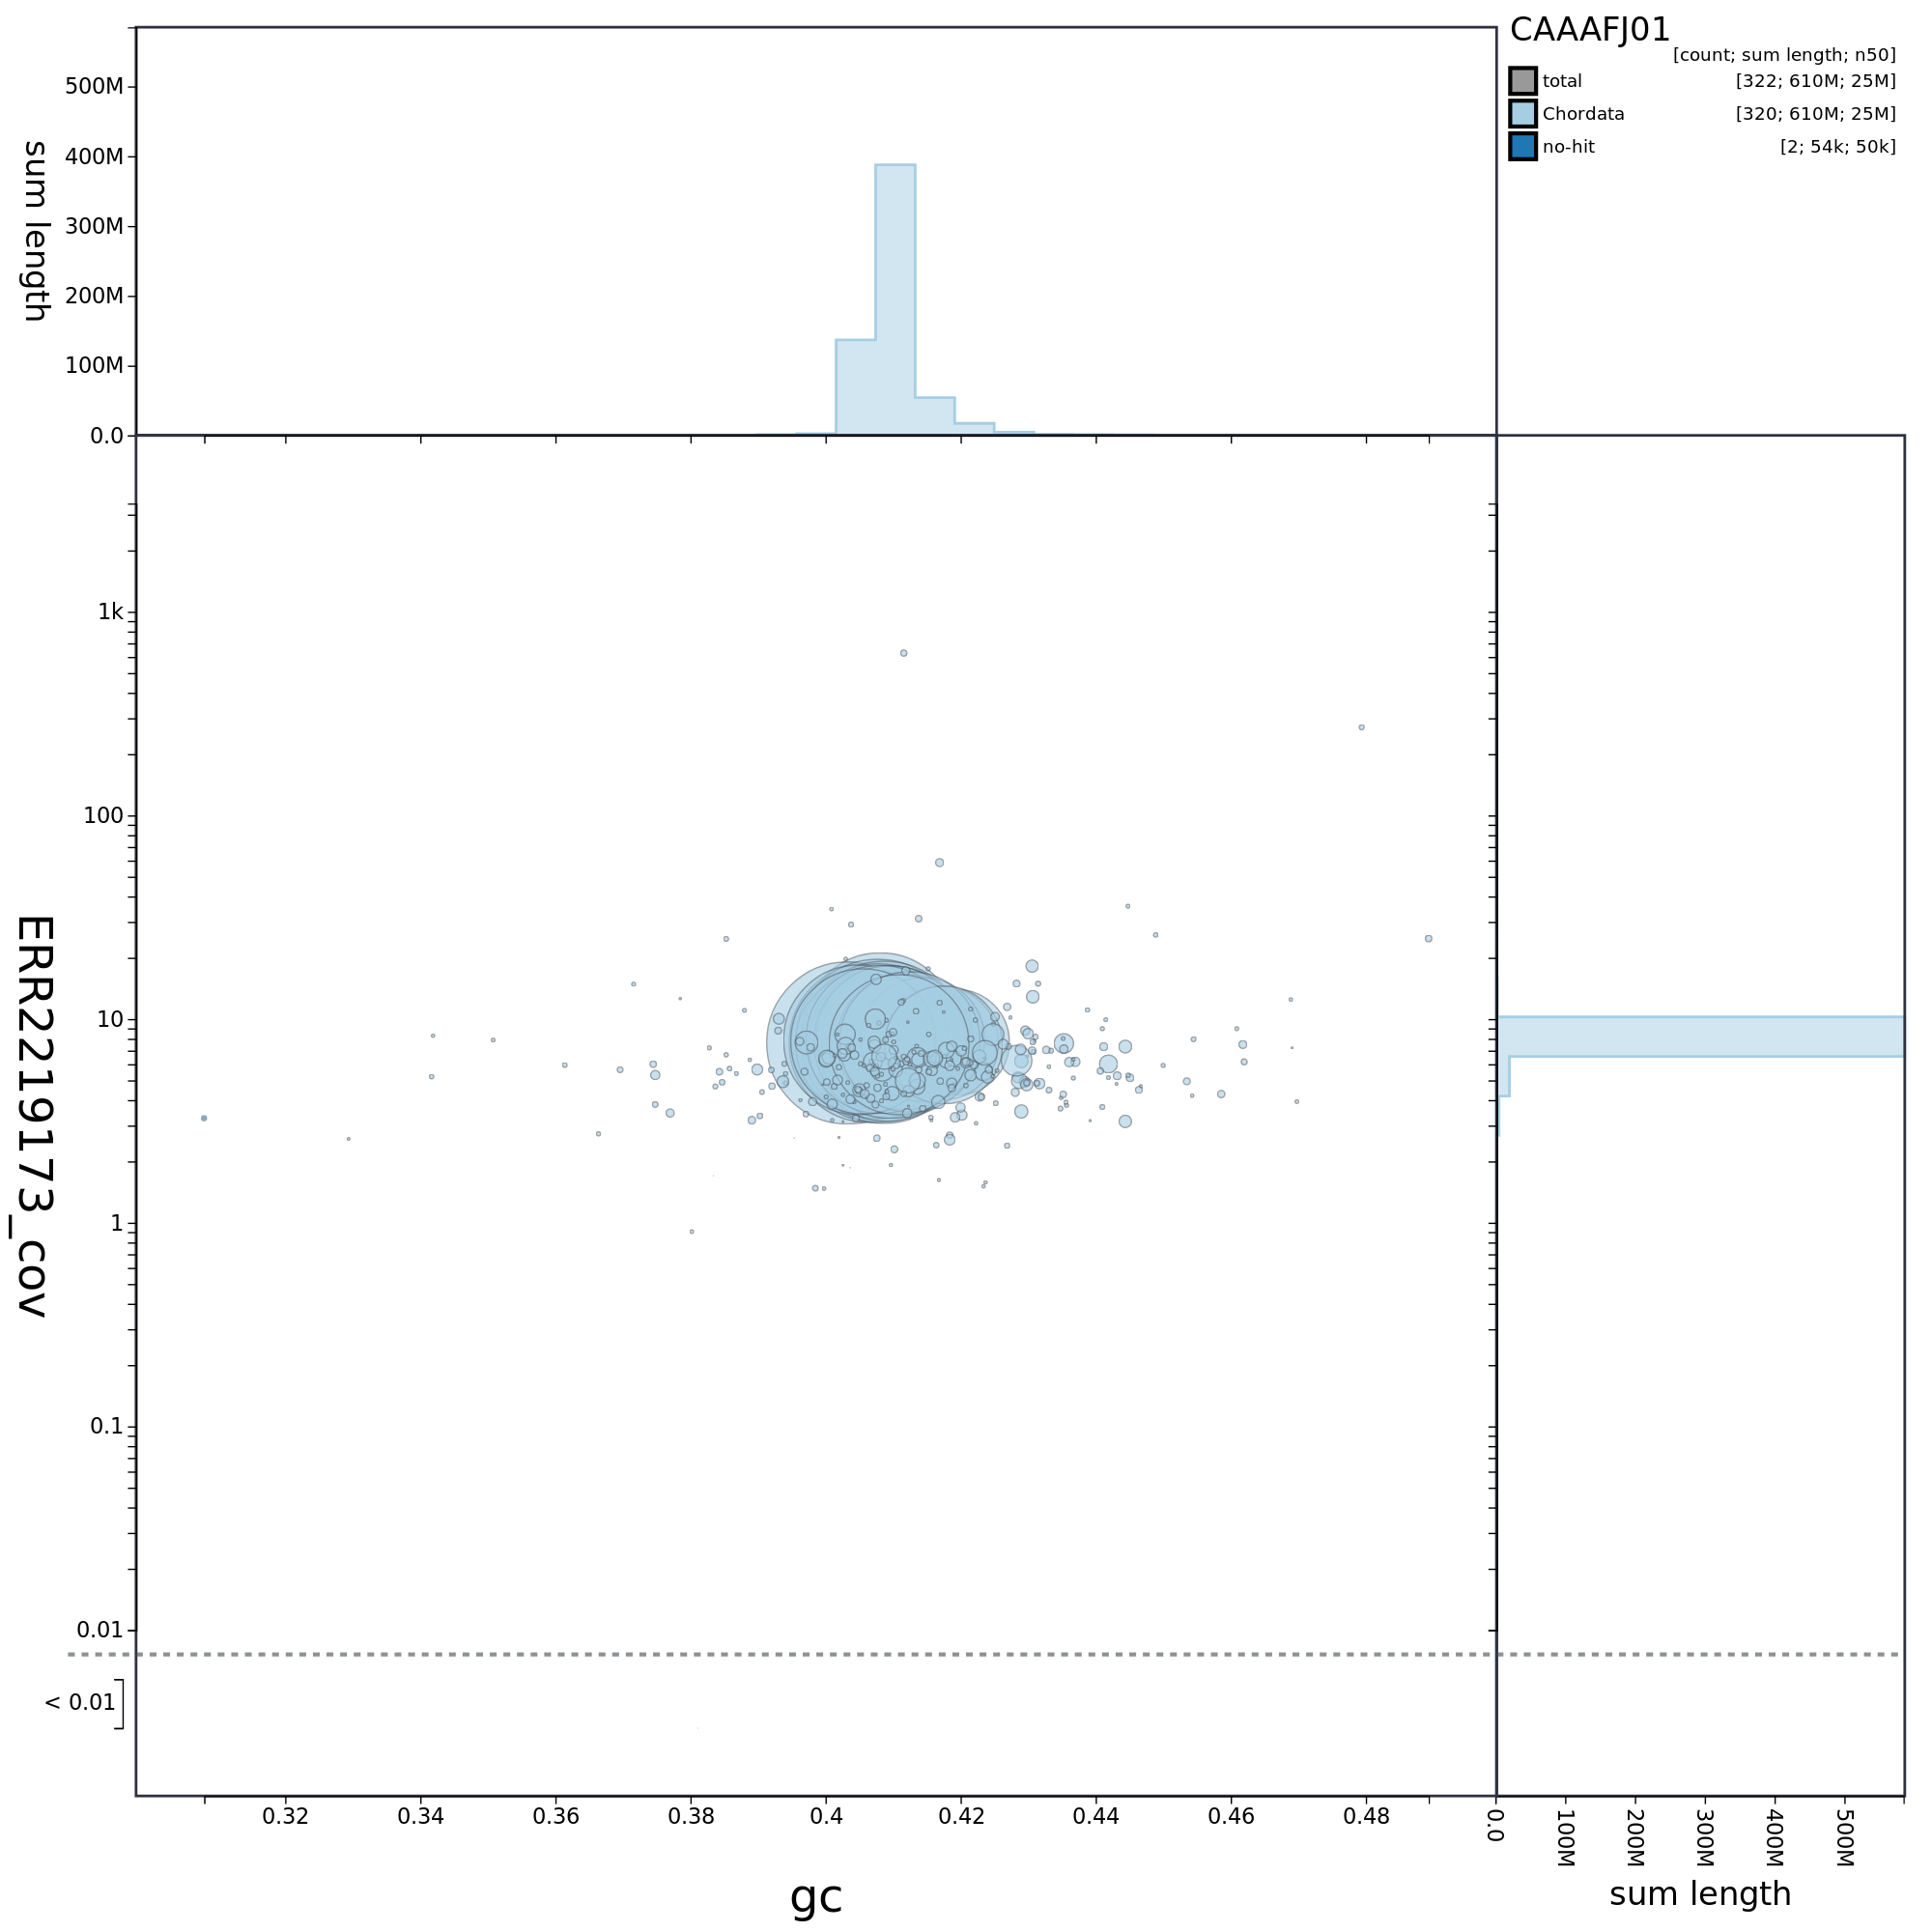 CAAAFJ01
[count; sum length; n50]
total [322; 610M; 25M]
Chordata [320; 610M; 25M]
no-hit [2; 54k; 50k]
sum length
500M
400M
300M
200M
100M
0.0
ERR2219173_cov
1k
100
10
1
0.1
0.01
< 0.01
0.32 0.34 0.36 0.38 0.4 0.42 0.44 0.46 0.48
gc
0.0 100M 200M 300M 400M 500M
sum length